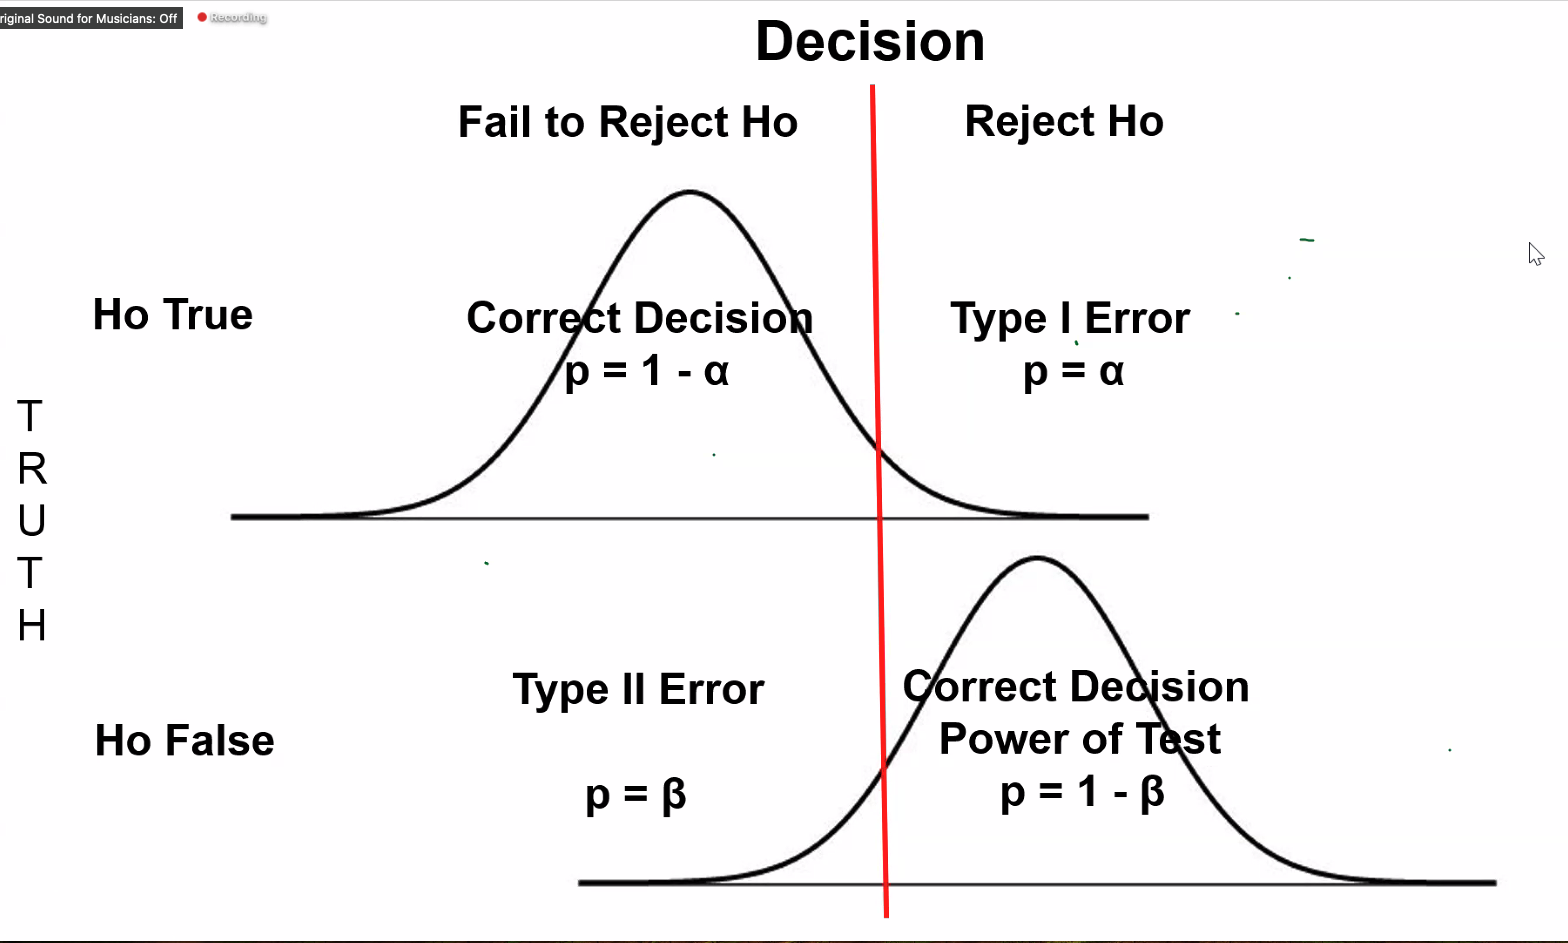 riginal Sound for Musicians: Off
Recording
Decision
Fail to Reject Ho
Reject Ho
Ho True
Correct Decision
p = 1 - α
Type I Error
p = α
T
R
U
T
H
Ho False
Type II Error
p = β
Correct Decision
Power of Test
p = 1 - β